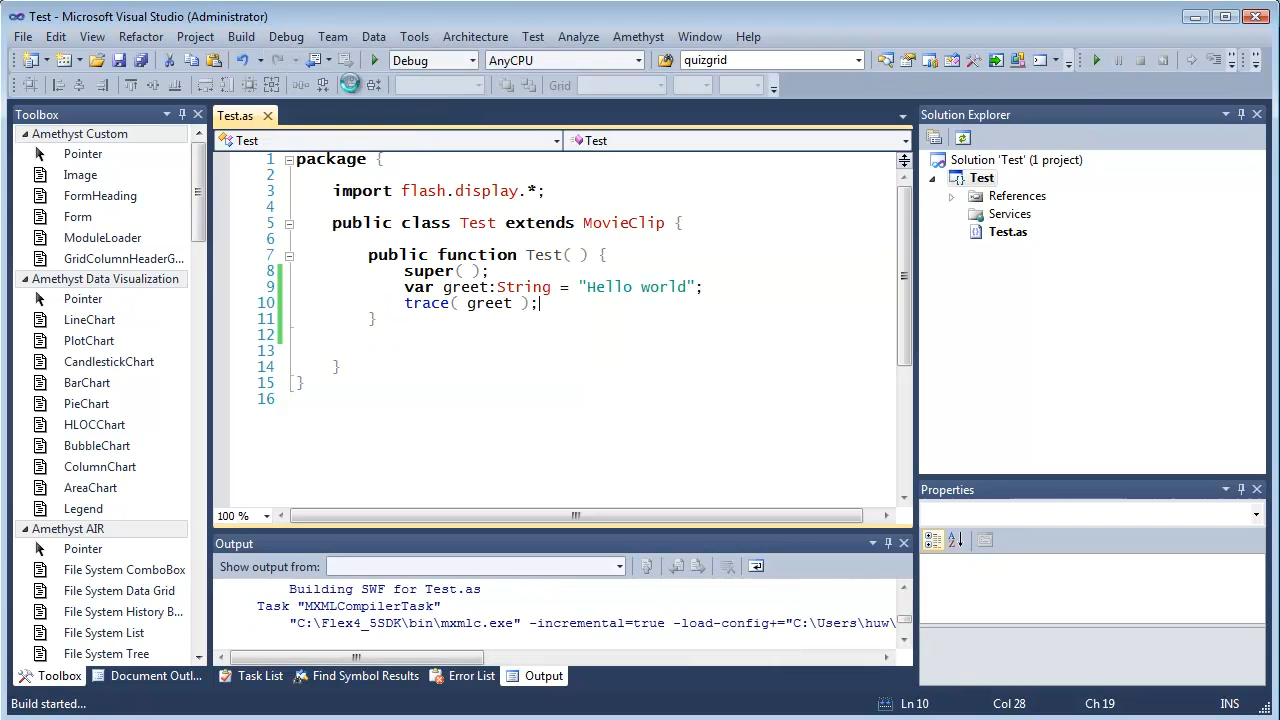 Test - Microsoft Visual Studio (Administrator)
File Edit View Refactor Project Build Debug Team Data Tools Architecture Test Analyze Amethyst Window Help
Debug AnyCPU quizgrid
Grid
Toolbox
Amethyst Custom
Pointer
Image
FormHeading
Form
ModuleLoader
GridColumnHeaderG...
Amethyst Data Visualization
Pointer
LineChart
PlotChart
CandlestickChart
BarChart
PieChart
HLOCChart
BubbleChart
ColumnChart
AreaChart
Legend
Amethyst AIR
Pointer
File System ComboBox
File System Data Grid
File System History B...
File System List
File System Tree
Toolbox Document Outl...
Test.as
Test Test
1 package {
2
3 import flash.display.*;
4
5 public class Test extends MovieClip {
6
7 public function Test( ) {
8 super( );
9 var greet:String = "Hello world";
10 trace( greet );
11 }
12
13
14 }
15 }
16
100 %
Output
Show output from:
Building SWF for Test.as
Task "MXMLCompilerTask"
"C:\Flex4_5SDK\bin\mxmlc.exe" -incremental=true -load-config+="C:\Users\huw\
Task List Find Symbol Results Error List Output
Solution Explorer
Solution 'Test' (1 project)
Test
References
Services
Test.as
Properties
Build started... Ln 10 Col 28 Ch 19 INS